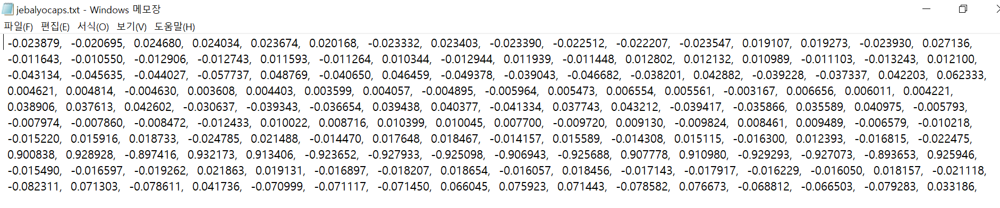 jebalyocaps.txt - Windows 메모장
파일(F) 편집(E) 서식(O) 보기(V) 도움말(H)
-0.023879, -0.020695, 0.024680, 0.024034, 0.023674, 0.020168, -0.023332, 0.023403, -0.023390, -0.022512, -0.022207, -0.023547, 0.019107, 0.019273, -0.023930, 0.027136,
-0.011643, -0.010550, -0.012906, -0.012743, 0.011593, -0.011264, 0.010344, -0.012944, 0.011939, -0.011448, 0.012802, 0.012132, 0.010989, -0.011103, -0.013243, 0.012100,
-0.043134, -0.045635, -0.044027, -0.057737, 0.048769, -0.040650, 0.046459, -0.049378, -0.039043, -0.046682, -0.038201, 0.042882, -0.039228, -0.037337, 0.042203, 0.062333,
0.004621, 0.004814, -0.004630, 0.003608, 0.004403, 0.003599, 0.004057, -0.004895, -0.005964, 0.005473, 0.006554, 0.005561, -0.003167, 0.006656, 0.006011, 0.004221,
0.038906, 0.037613, 0.042602, -0.030637, -0.039343, -0.036654, 0.039438, 0.040377, -0.041334, 0.037743, 0.043212, -0.039417, -0.035866, 0.035589, 0.040975, -0.005793,
-0.007974, -0.007860, -0.008472, -0.012433, 0.010022, 0.008716, 0.010399, 0.010045, 0.007700, -0.009720, 0.009130, -0.009824, 0.008461, 0.009489, -0.006579, -0.010218,
-0.015220, 0.015916, 0.018733, -0.024785, 0.021488, -0.014470, 0.017648, 0.018467, -0.014157, 0.015589, -0.014308, 0.015115, -0.016300, 0.012393, -0.016815, -0.022475,
0.900838, 0.928928, -0.897416, 0.932173, 0.913406, -0.923652, -0.927933, -0.925098, -0.906943, -0.925688, 0.907778, 0.910980, -0.929293, -0.927073, -0.893653, 0.925946,
-0.015490, -0.016597, -0.019262, 0.021863, 0.019131, -0.016897, -0.018207, 0.018654, -0.016057, 0.018456, -0.017143, -0.017917, -0.016229, -0.016050, 0.018157, -0.021118,
-0.082311, 0.071303, -0.078611, 0.041736, -0.070999, -0.071117, -0.071450, 0.066045, 0.075923, 0.071443, -0.078582, 0.076673, -0.068812, -0.066503, -0.079283, 0.033186,